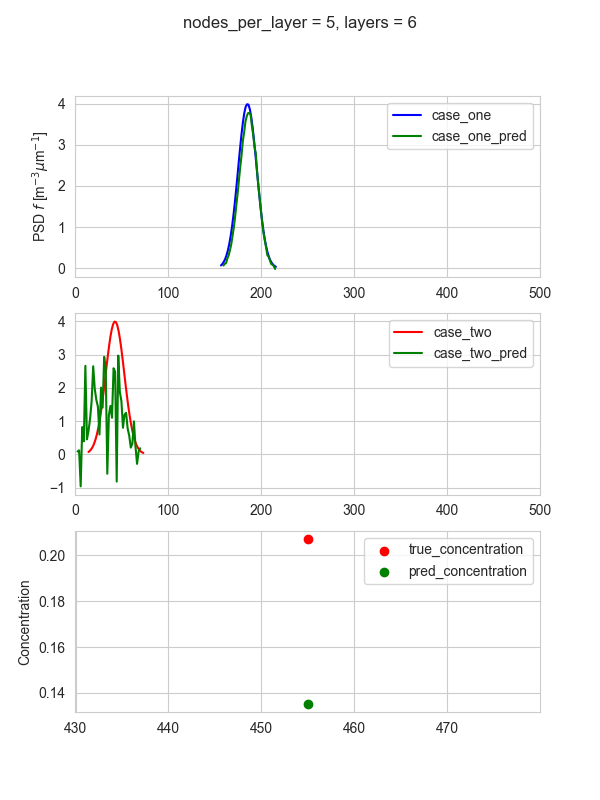 nodes_per_layer = 5, layers = 6
4
3
2
1
0
PSD f [m⁻³μm⁻¹]
case_one
case_one_pred
0 100 200 300 400 500
4
3
2
1
0
−1
case_two
case_two_pred
0 100 200 300 400 500
0.20
0.18
0.16
0.14
Concentration
true_concentration
pred_concentration
430 440 450 460 470